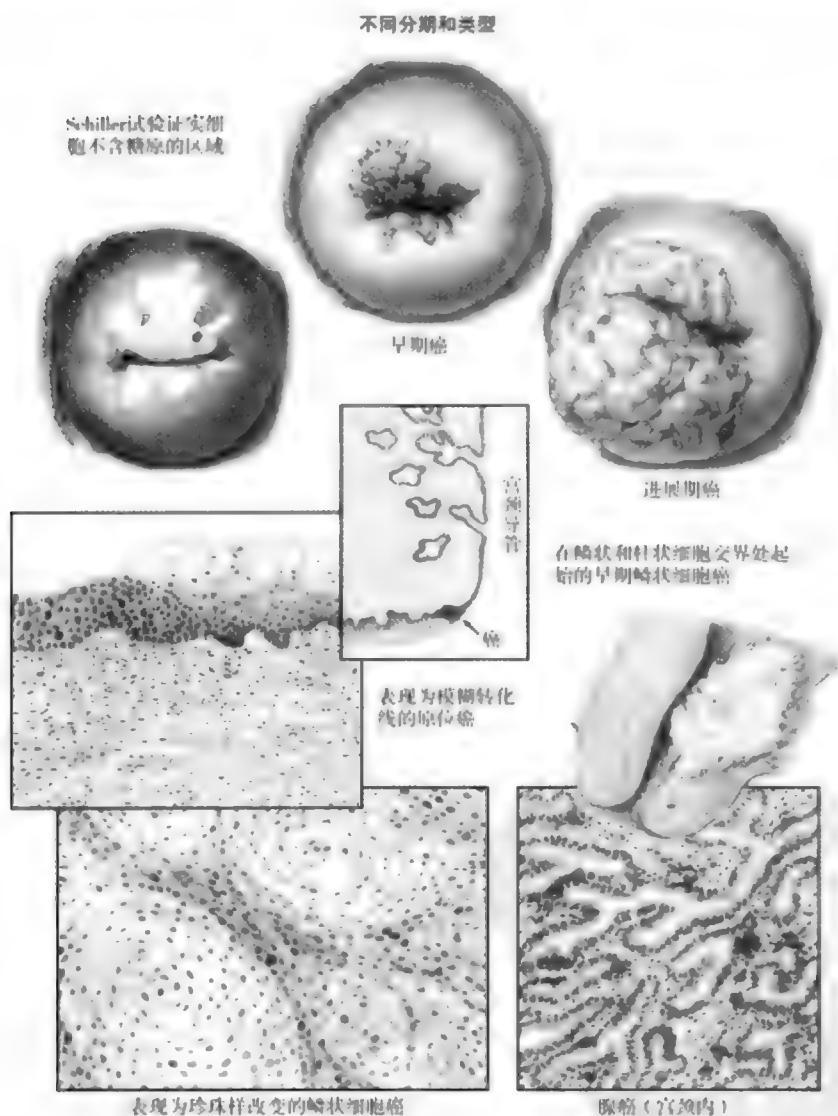 不同分期和类型
Schiller试验证实细
胞不含糖原的区域
早期癌
进展期癌
宫颈导管
在鳞状和柱状细胞交界处起
始的早期鳞状细胞癌
癌
表现为模糊转化
线的原位癌
表现为珍珠样改变的鳞状细胞癌
腺癌（宫颈内）